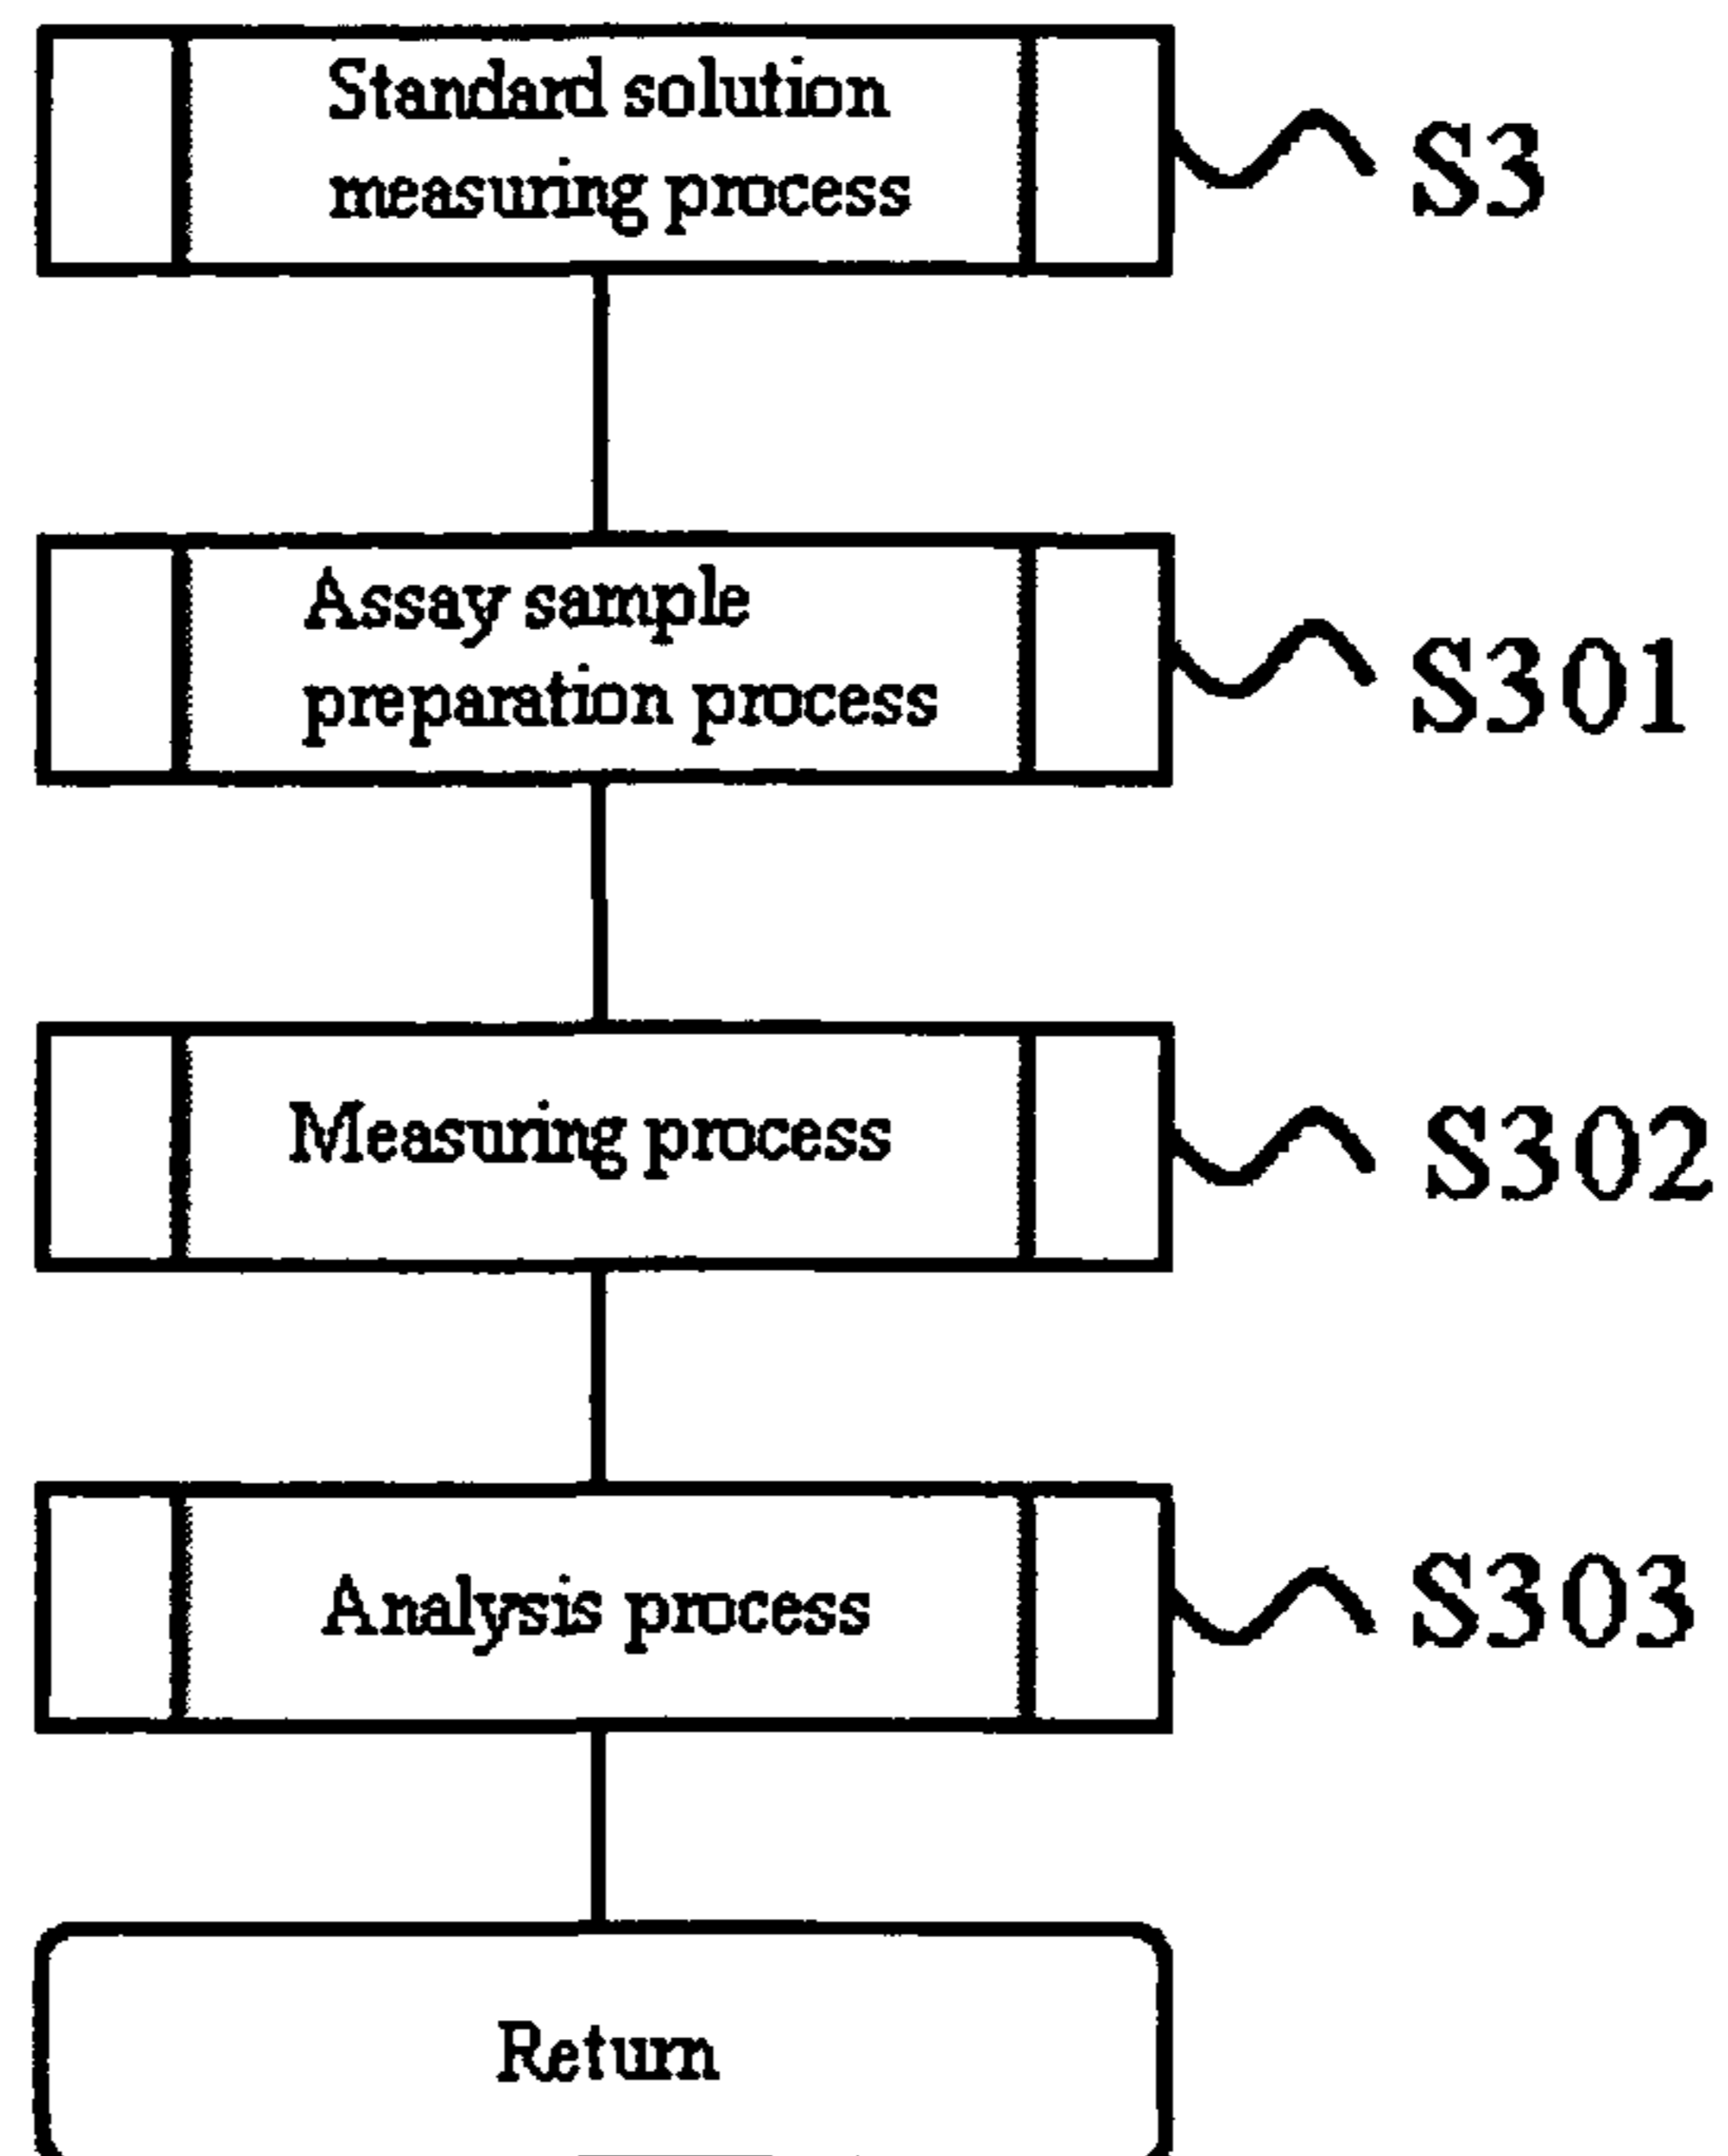 Standard solution
measuring process
S3
Assay sample
preparation process
S301
Measuring process
S302
Analysis process
S303
Return